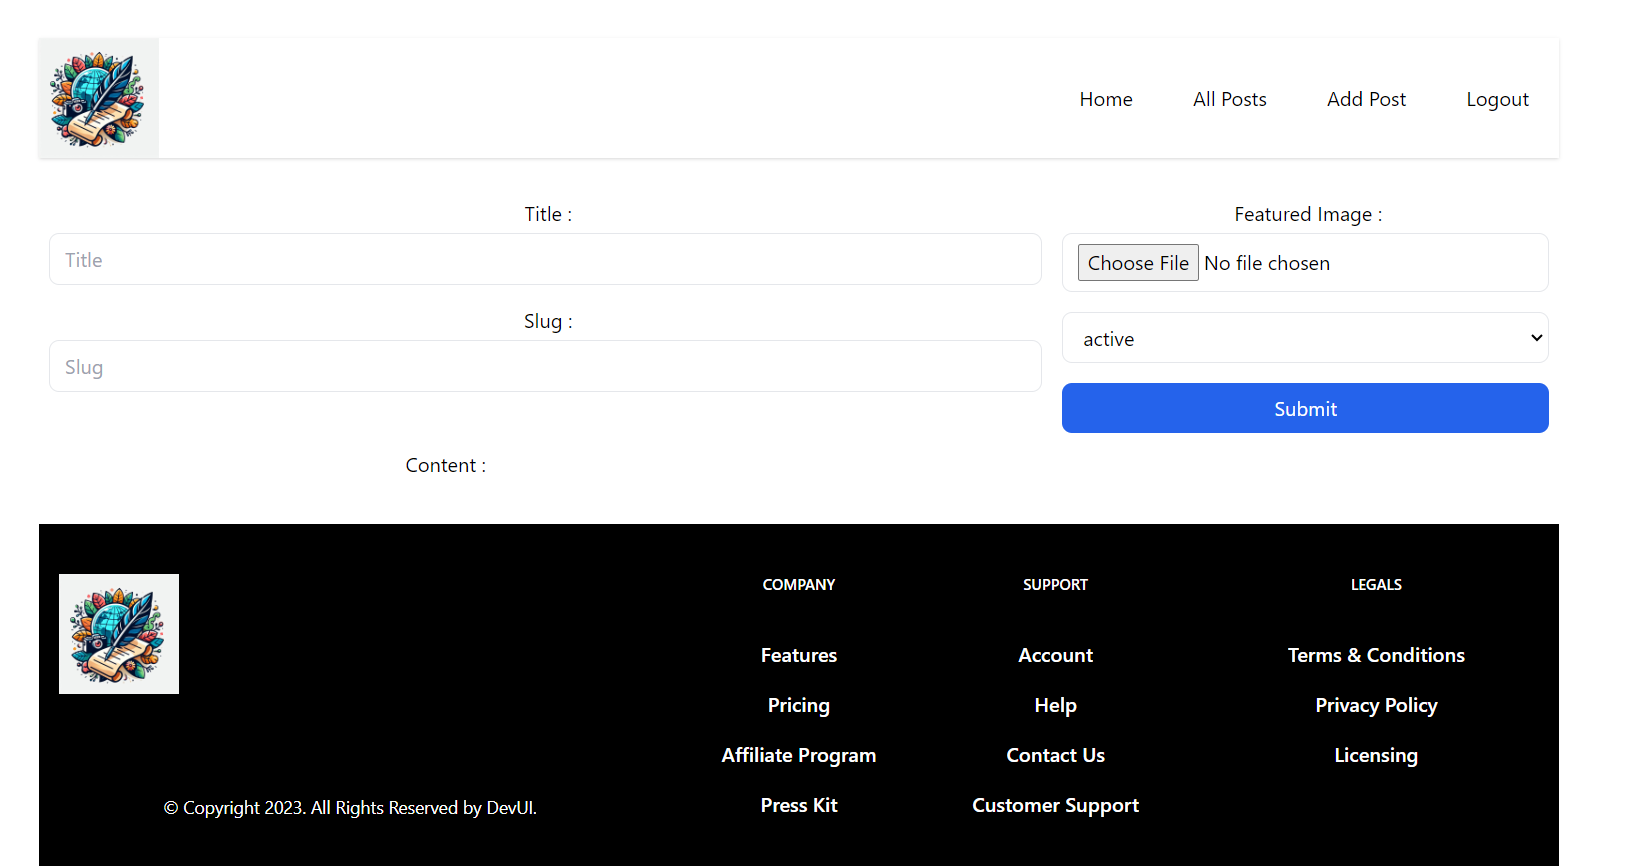 Home All Posts Add Post Logout
Title :
Title
Slug :
Slug
Content :
Featured Image :
Choose File No file chosen
active
Submit
COMPANY
Features
Pricing
Affiliate Program
Press Kit
SUPPORT
Account
Help
Contact Us
Customer Support
LEGALS
Terms & Conditions
Privacy Policy
Licensing
© Copyright 2023. All Rights Reserved by DevUI.